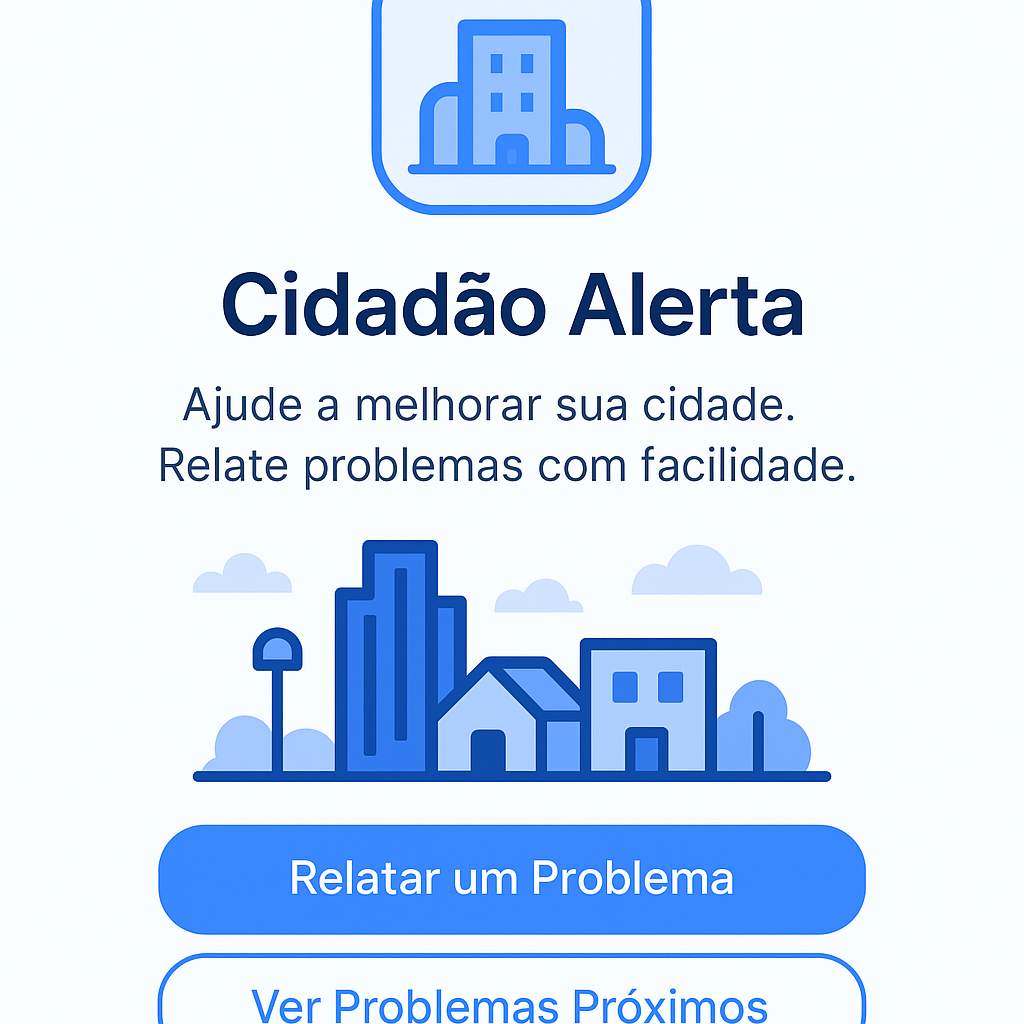 Cidadão Alerta
Ajude a melhorar sua cidade.
Relate problemas com facilidade.
Relatar um Problema
Ver Problemas Próximos